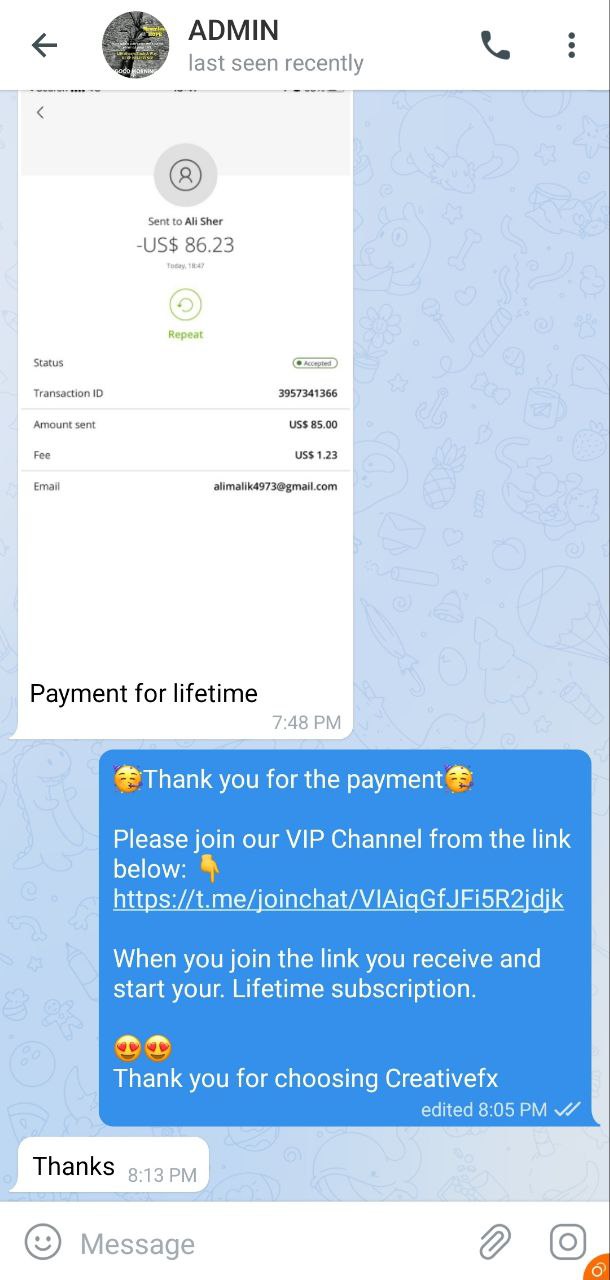 ADMIN
last seen recently
GOOD MORNING
Sent to Ali Sher
-US$ 86.23
Today, 18:47
Repeat
Status
Accepted
Transaction ID
3957341366
Amount sent
US$ 85.00
Fee
US$ 1.23
Email
alimalik4973@gmail.com
Payment for lifetime
7:48 PM
🥳Thank you for the payment🥳
Please join our VIP Channel from the link
below: 👇
https://t.me/joinchat/VIAiqGfJFi5R2jdjk
When you join the link you receive and
start your. Lifetime subscription.
😍😍
Thank you for choosing Creativefx
edited 8:05 PM
Thanks
8:13 PM
Message